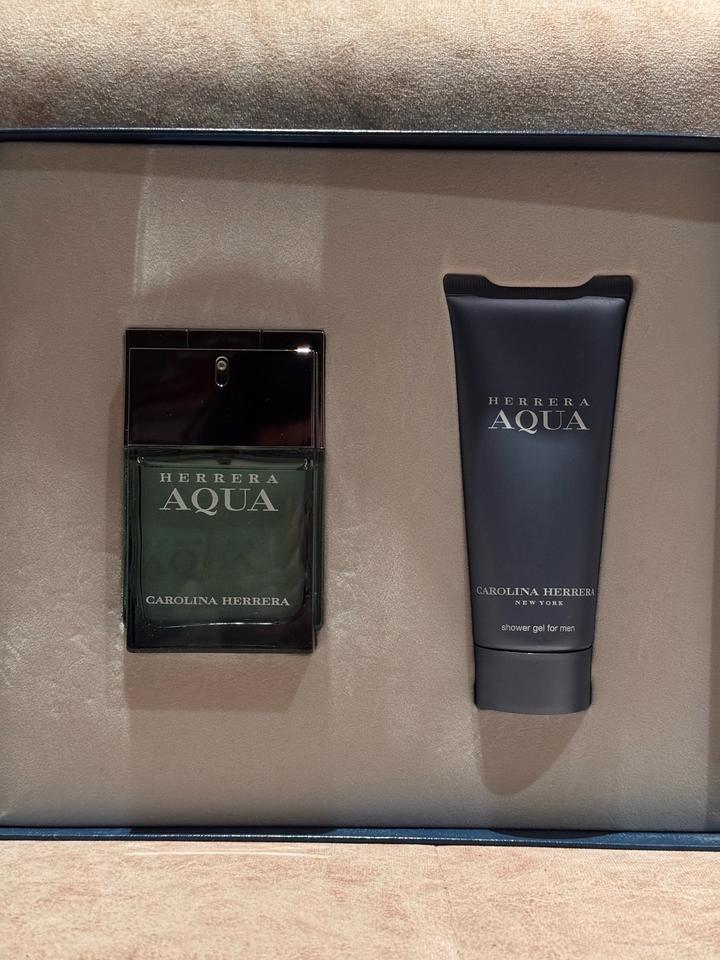 HERRERA
AQUA
CAROLINA HERRERA
HERRERA
AQUA
CAROLINA HERRERA
NEW YORK
shower gel for men